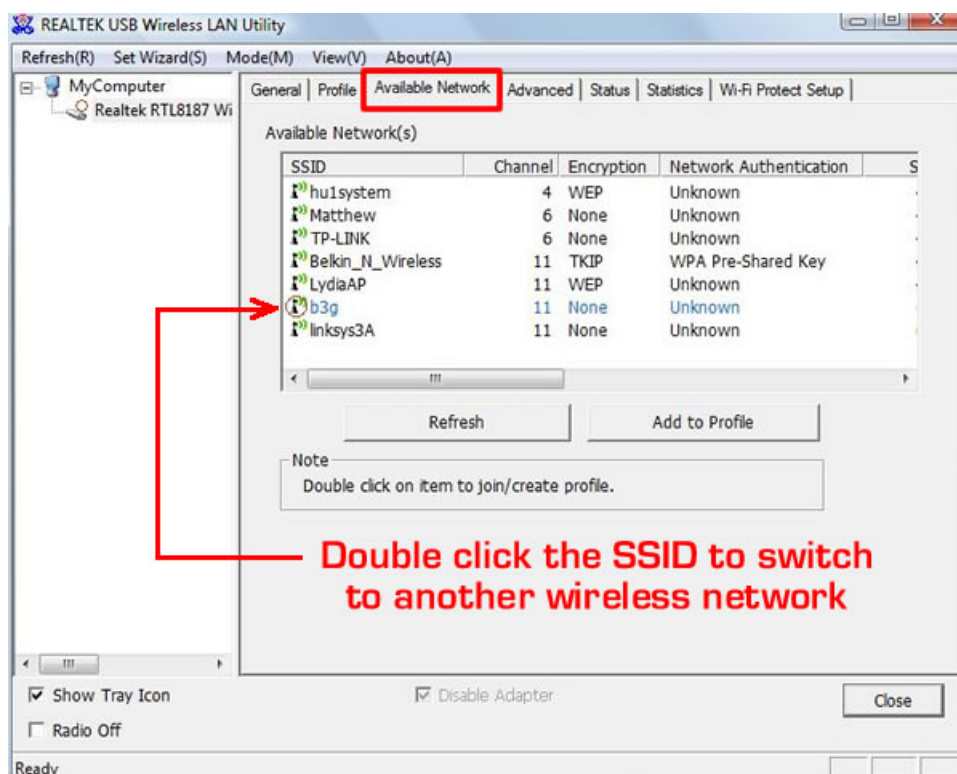 REALTEK USB Wireless LAN Utility
Refresh(R) Set Wizard(S) Mode(M) View(V) About(A)
MyComputer
Realtek RTL8187 Wi
General Profile Available Network Advanced Status Statistics Wi-Fi Protect Setup
Available Network(s)
SSID Channel Encryption Network Authentication S
hu1system 4 WEP Unknown
Matthew 6 None Unknown
TP-LINK 6 None Unknown
Belkin_N_Wireless 11 TKIP WPA Pre-Shared Key
LydiaAP 11 WEP Unknown
b3g 11 None Unknown
linksys3A 11 None Unknown
Refresh Add to Profile
Note
Double click on item to join/create profile.
Double click the SSID to switch
to another wireless network
Show Tray Icon Disable Adapter Close
Radio Off
Ready